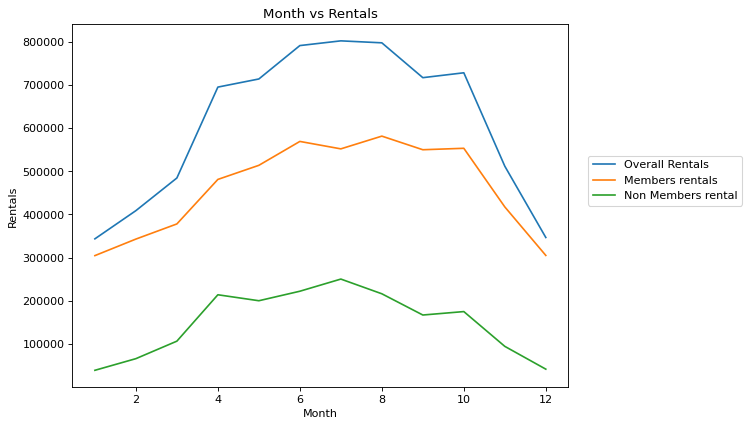 Month vs Rentals
800000
700000
600000
500000
400000
300000
200000
100000
Rentals
2 4 6 8 10 12
Month
Overall Rentals
Members rentals
Non Members rental